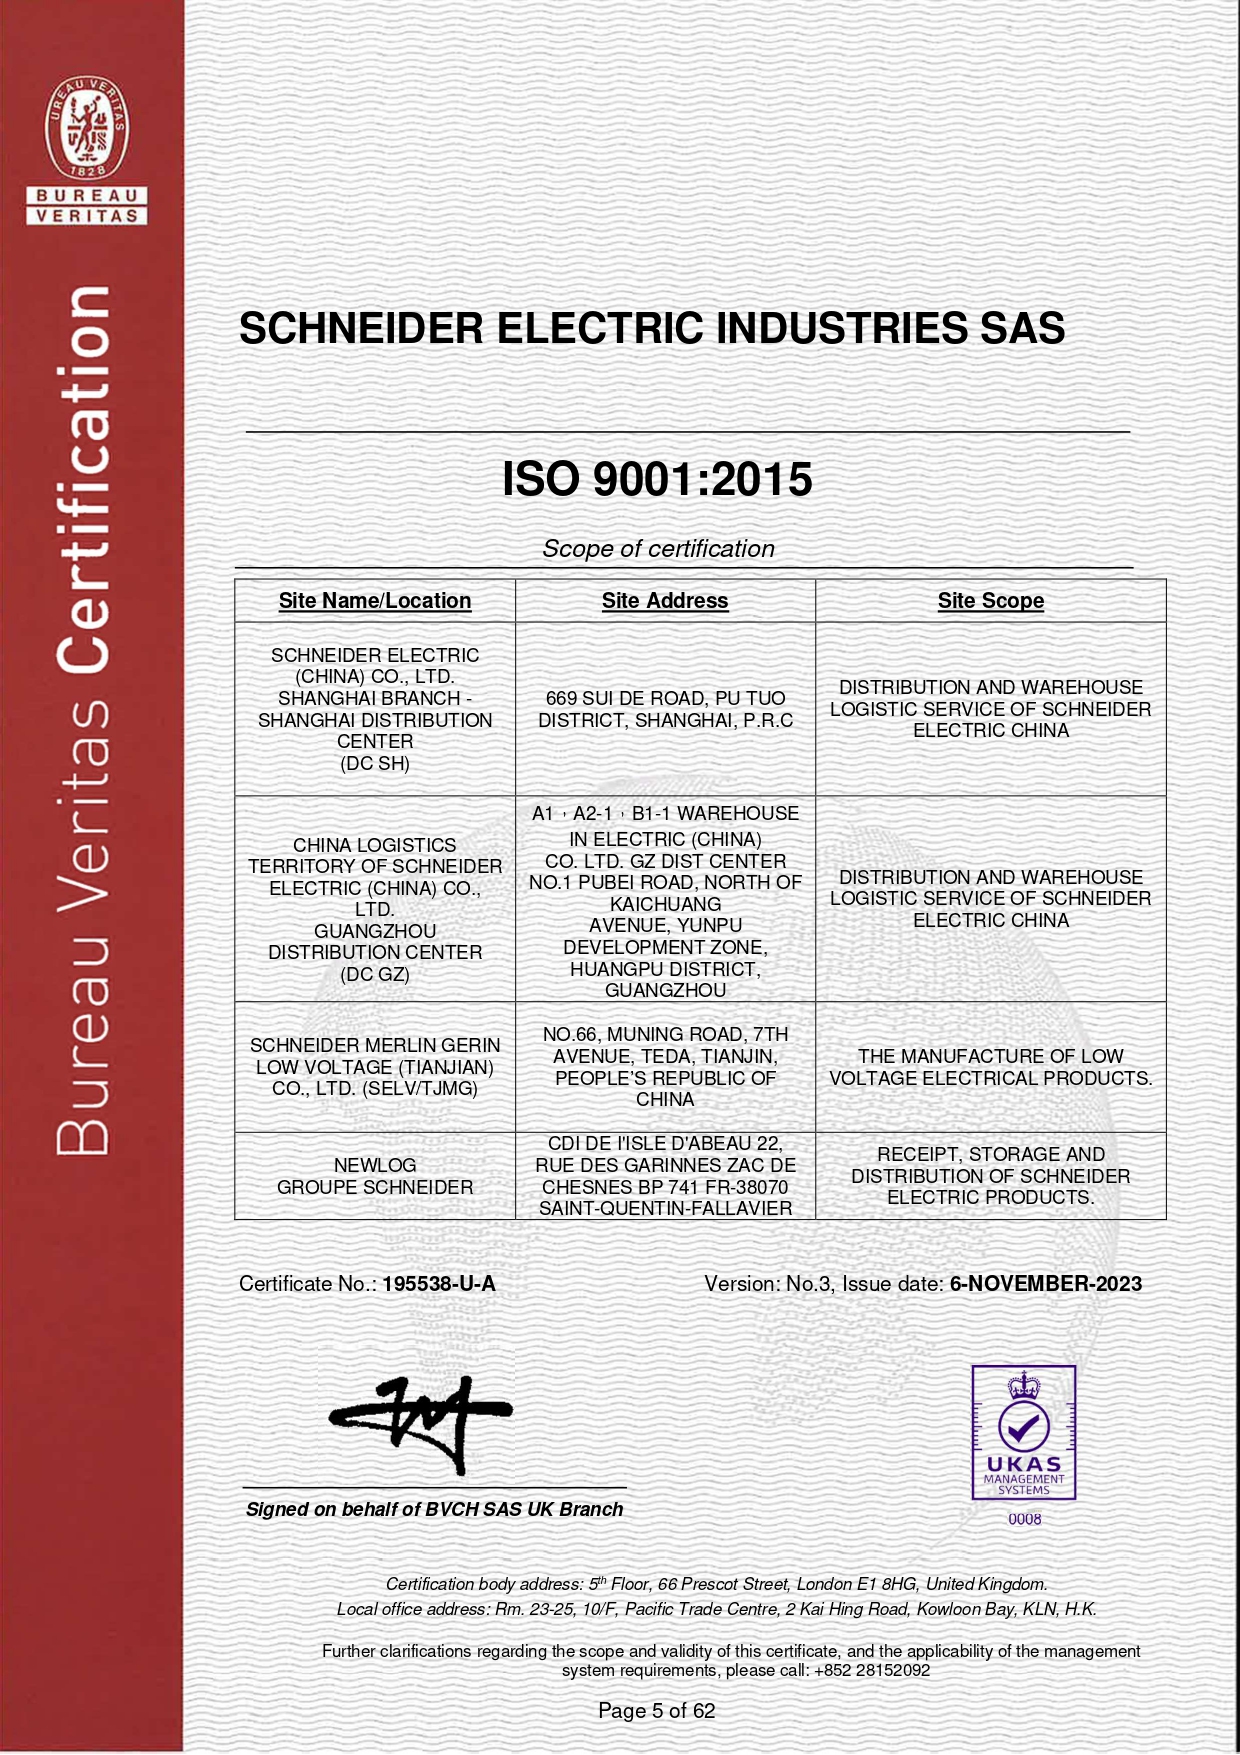 BUREAU VERITAS
1828
BUREAU
VERITAS
Bureau Veritas Certification
SCHNEIDER ELECTRIC INDUSTRIES SAS
ISO 9001:2015
Scope of certification
Site Name/Location
Site Address
Site Scope
SCHNEIDER ELECTRIC
(CHINA) CO., LTD.
SHANGHAI BRANCH -
SHANGHAI DISTRIBUTION
CENTER
(DC SH)
669 SUI DE ROAD, PU TUO
DISTRICT, SHANGHAI, P.R.C
DISTRIBUTION AND WAREHOUSE
LOGISTIC SERVICE OF SCHNEIDER
ELECTRIC CHINA
CHINA LOGISTICS
TERRITORY OF SCHNEIDER
ELECTRIC (CHINA) CO.,
LTD.
GUANGZHOU
DISTRIBUTION CENTER
(DC GZ)
A1，A2-1，B1-1 WAREHOUSE
IN ELECTRIC (CHINA)
CO. LTD. GZ DIST CENTER
NO.1 PUBEI ROAD, NORTH OF
KAICHUANG
AVENUE, YUNPU
DEVELOPMENT ZONE,
HUANGPU DISTRICT,
GUANGZHOU
DISTRIBUTION AND WAREHOUSE
LOGISTIC SERVICE OF SCHNEIDER
ELECTRIC CHINA
SCHNEIDER MERLIN GERIN
LOW VOLTAGE (TIANJIAN)
CO., LTD. (SELV/TJMG)
NO.66, MUNING ROAD, 7TH
AVENUE, TEDA, TIANJIN,
PEOPLE'S REPUBLIC OF
CHINA
THE MANUFACTURE OF LOW
VOLTAGE ELECTRICAL PRODUCTS.
NEWLOG
GROUPE SCHNEIDER
CDI DE I'ISLE D'ABEAU 22,
RUE DES GARINNES ZAC DE
CHESNES BP 741 FR-38070
SAINT-QUENTIN-FALLAVIER
RECEIPT, STORAGE AND
DISTRIBUTION OF SCHNEIDER
ELECTRIC PRODUCTS.
Certificate No.: 195538-U-A
Version: No.3, Issue date: 6-NOVEMBER-2023
Signed on behalf of BVCH SAS UK Branch
UKAS
MANAGEMENT
SYSTEMS
0008
Certification body address: 5th Floor, 66 Prescot Street, London E1 8HG, United Kingdom.
Local office address: Rm. 23-25, 10/F, Pacific Trade Centre, 2 Kai Hing Road, Kowloon Bay, KLN, H.K.
Further clarifications regarding the scope and validity of this certificate, and the applicability of the management
system requirements, please call: +852 28152092
Page 5 of 62